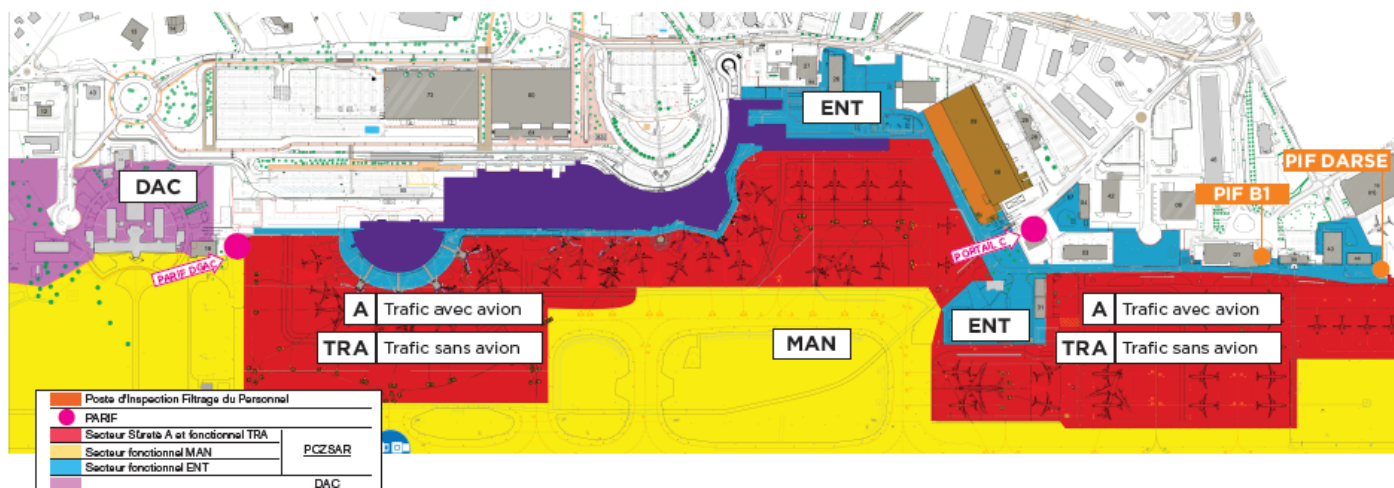 ENT
DAC
PIF DARSE
PIF B1
PARIF DGAC
PORTAIL C
A Trafic avec avion
TRA Trafic sans avion
MAN
ENT
A Trafic avec avion
TRA Trafic sans avion
Poste d'Inspection Filtrage du Personnel
PARIF
Secteur Sûreté A et fonctionnel TRA
Secteur fonctionnel MAN
PCZSAR
Secteur fonctionnel ENT
DAC